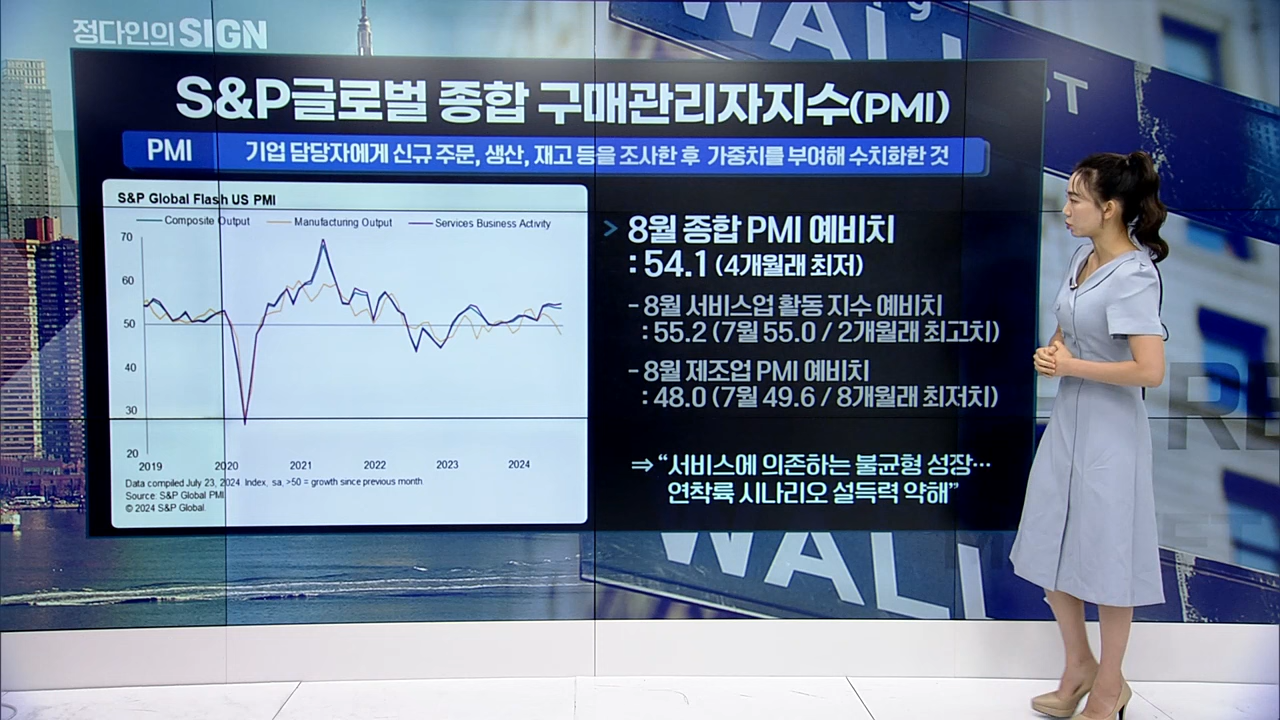 정다인의 SIGN
WALL
ST
S&P글로벌 종합 구매관리자지수(PMI)
PMI 기업 담당자에게 신규 주문, 생산, 재고 등을 조사한 후 가중치를 부여해 수치화한 것
S&P Global Flash US PMI
Composite Output Manufacturing Output Services Business Activity
70
60
50
40
30
20
2019 2020 2021 2022 2023 2024
Data compiled July 23, 2024. Index, sa, >50 = growth since previous month
Source: S&P Global PMI
© 2024 S&P Global.
> 8월 종합 PMI 예비치
: 54.1 (4개월래 최저)
- 8월 서비스업 활동 지수 예비치
: 55.2 (7월 55.0 / 2개월래 최고치)
- 8월 제조업 PMI 예비치
: 48.0 (7월 49.6 / 8개월래 최저치)
⇒ “서비스에 의존하는 불균형 성장…
연착륙 시나리오 설득력 약해”
WALL